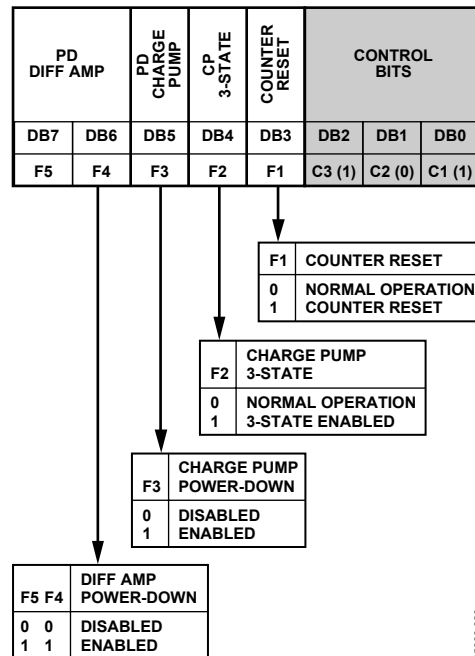 PD DIFF AMP
PD CHARGE PUMP
CP 3-STATE
COUNTER RESET
CONTROL BITS
DB7 DB6 DB5 DB4 DB3 DB2 DB1 DB0
F5 F4 F3 F2 F1 C3 (1) C2 (0) C1 (1)
F1 COUNTER RESET
0 NORMAL OPERATION
1 COUNTER RESET
CHARGE PUMP
F2 3-STATE
0 NORMAL OPERATION
1 3-STATE ENABLED
CHARGE PUMP
F3 POWER-DOWN
0 DISABLED
1 ENABLED
DIFF AMP
F5 F4 POWER-DOWN
0 0 DISABLED
1 1 ENABLED